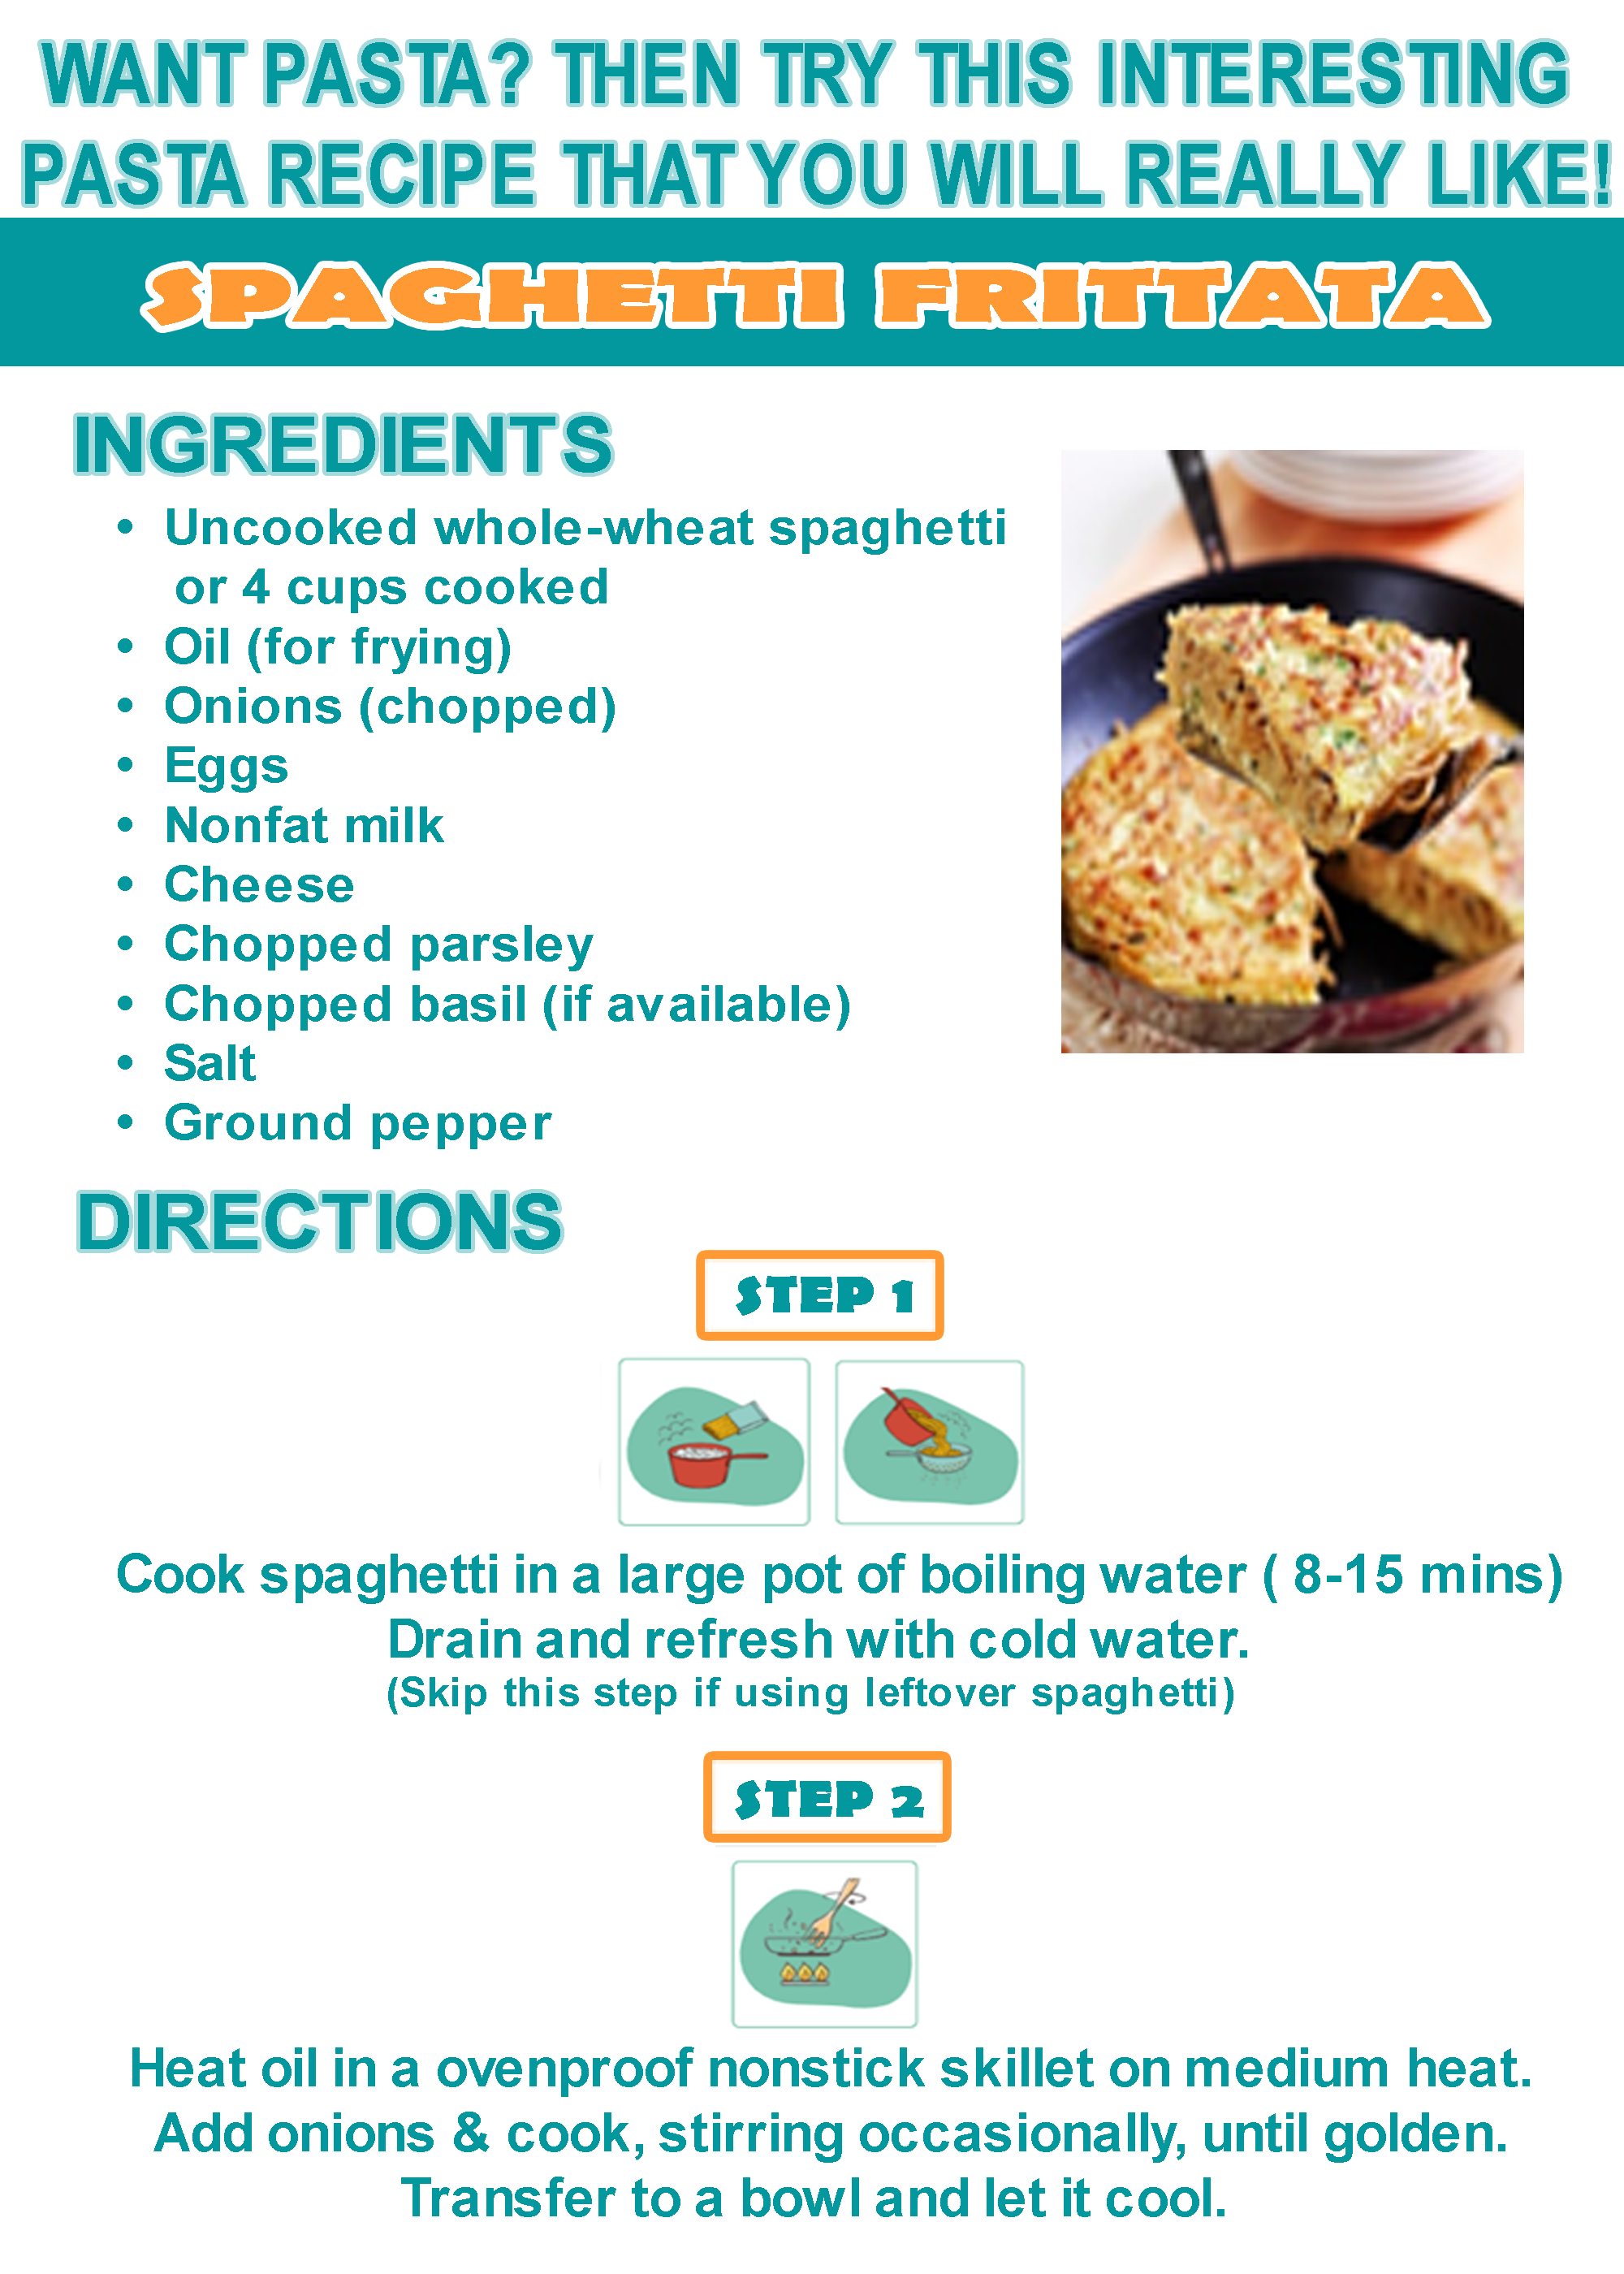 WANT PASTA? THEN TRY THIS INTERESTING
PASTA RECIPE THAT YOU WILL REALLY LIKE!
SPAGHETTI FRITTATA
INGREDIENTS
• Uncooked whole-wheat spaghetti
or 4 cups cooked
• Oil (for frying)
• Onions (chopped)
• Eggs
• Nonfat milk
• Cheese
• Chopped parsley
• Chopped basil (if available)
• Salt
• Ground pepper
DIRECTIONS
STEP 1
Cook spaghetti in a large pot of boiling water ( 8-15 mins)
Drain and refresh with cold water.
(Skip this step if using leftover spaghetti)
STEP 2
Heat oil in a ovenproof nonstick skillet on medium heat.
Add onions & cook, stirring occasionally, until golden.
Transfer to a bowl and let it cool.